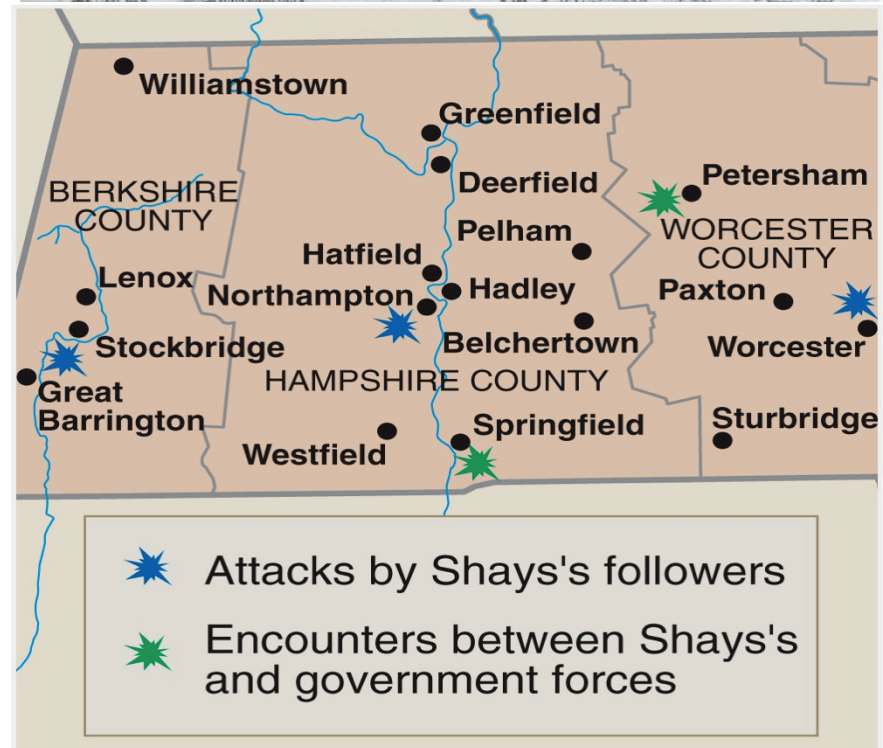 Williamstown
Greenfield
Deerfield
Petersham
BERKSHIRE
COUNTY
Pelham
WORCESTER
COUNTY
Hatfield
Lenox
Northampton
Hadley
Paxton
Stockbridge
Belchertown
Worcester
HAMPSHIRE COUNTY
Great
Barrington
Springfield
Sturbridge
Westfield
Attacks by Shays's followers
Encounters between Shays's
and government forces